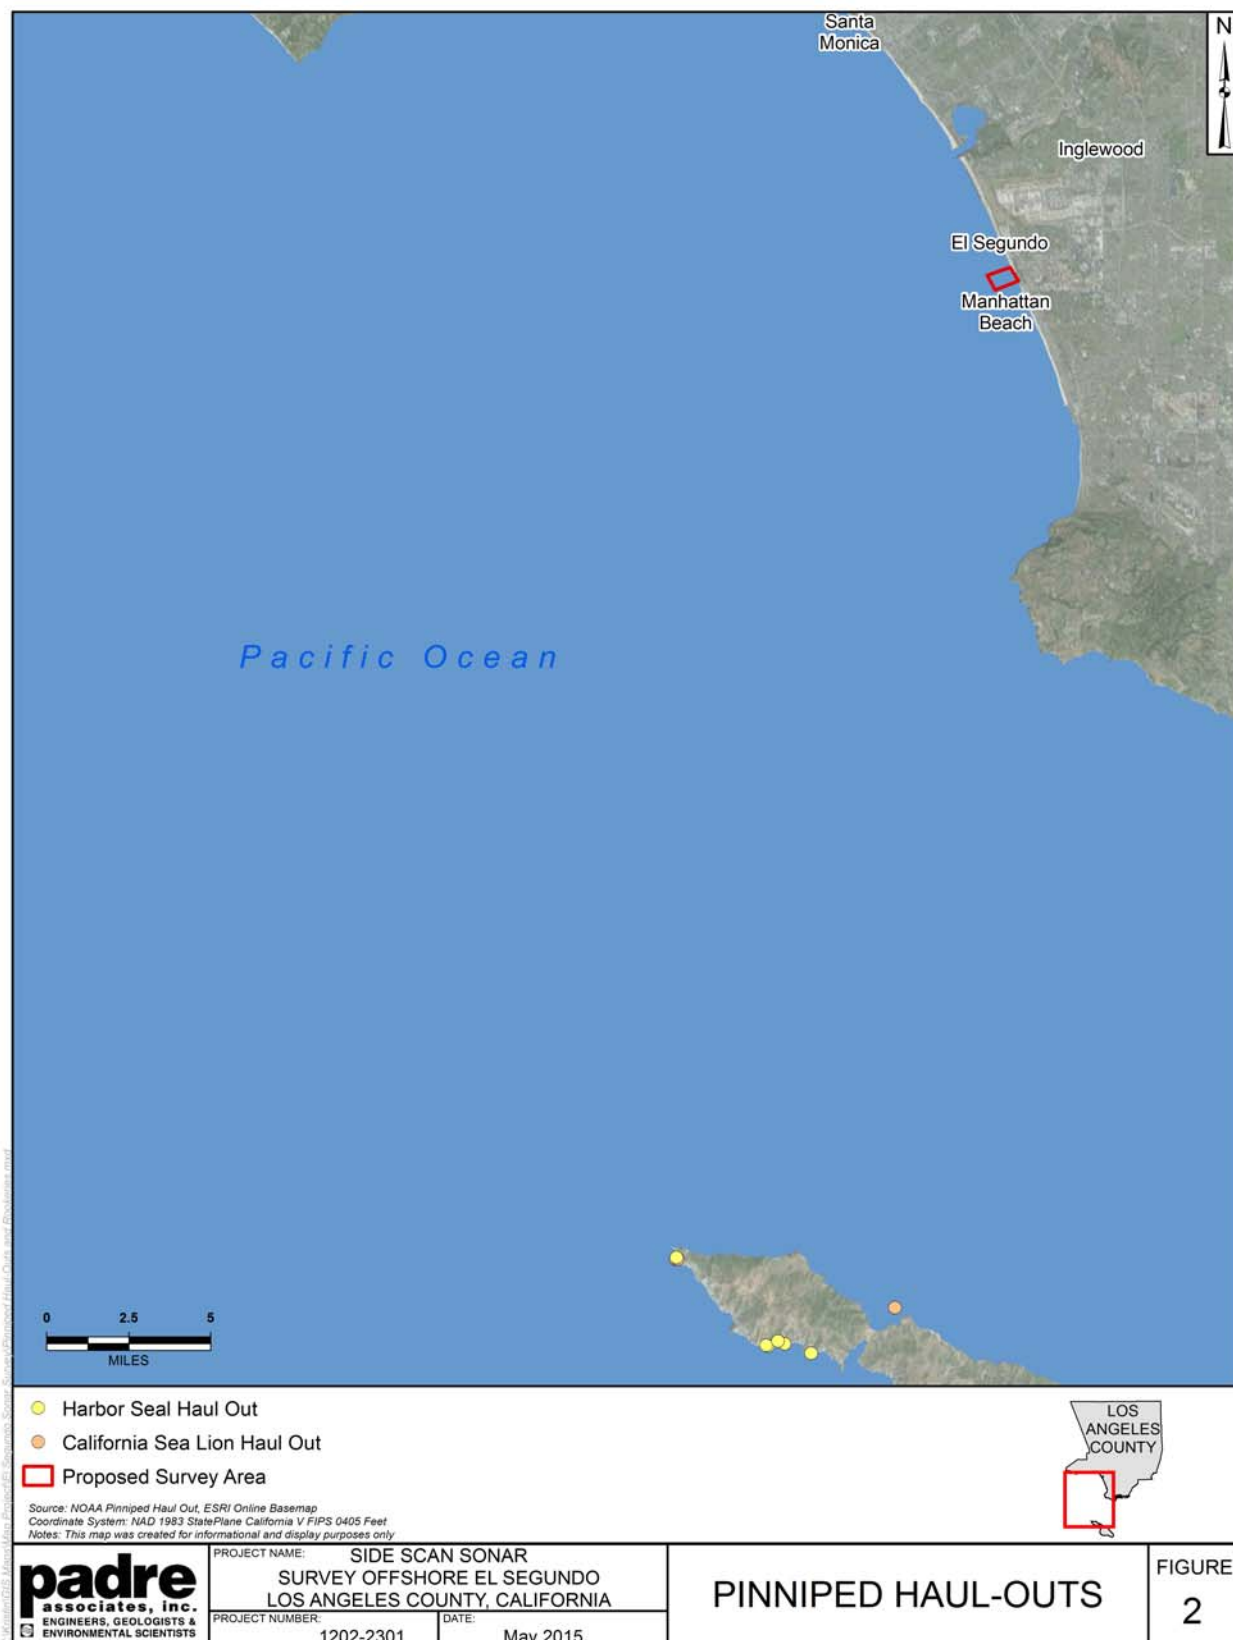 Santa
Monica
N
Inglewood
El Segundo
Manhattan
Beach
Pacific Ocean
0 2.5 5
MILES
Harbor Seal Haul Out
California Sea Lion Haul Out
Proposed Survey Area
LOS
ANGELES
COUNTY
Source: NOAA Pinniped Haul Out, ESRI Online Basemap
Coordinate System: NAD 1983 StatePlane California V FIPS 0405 Feet
Notes: This map was created for informational and display purposes only
padre
associates, inc.
ENGINEERS, GEOLOGISTS &
ENVIRONMENTAL SCIENTISTS
PROJECT NAME: SIDE SCAN SONAR
SURVEY OFFSHORE EL SEGUNDO
LOS ANGELES COUNTY, CALIFORNIA
PROJECT NUMBER:
1202-2301
DATE:
May 2015
PINNIPED HAUL-OUTS
FIGURE
2